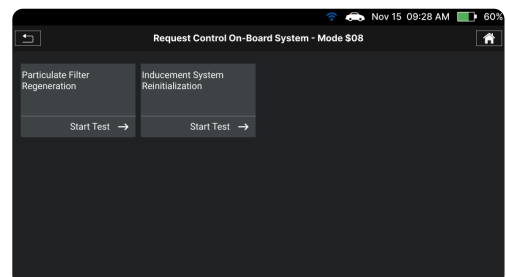 Nov 15 09:28 AM 60%
Request Control On-Board System - Mode $08
Particulate Filter
Regeneration
Start Test →
Inducement System
Reinitialization
Start Test →